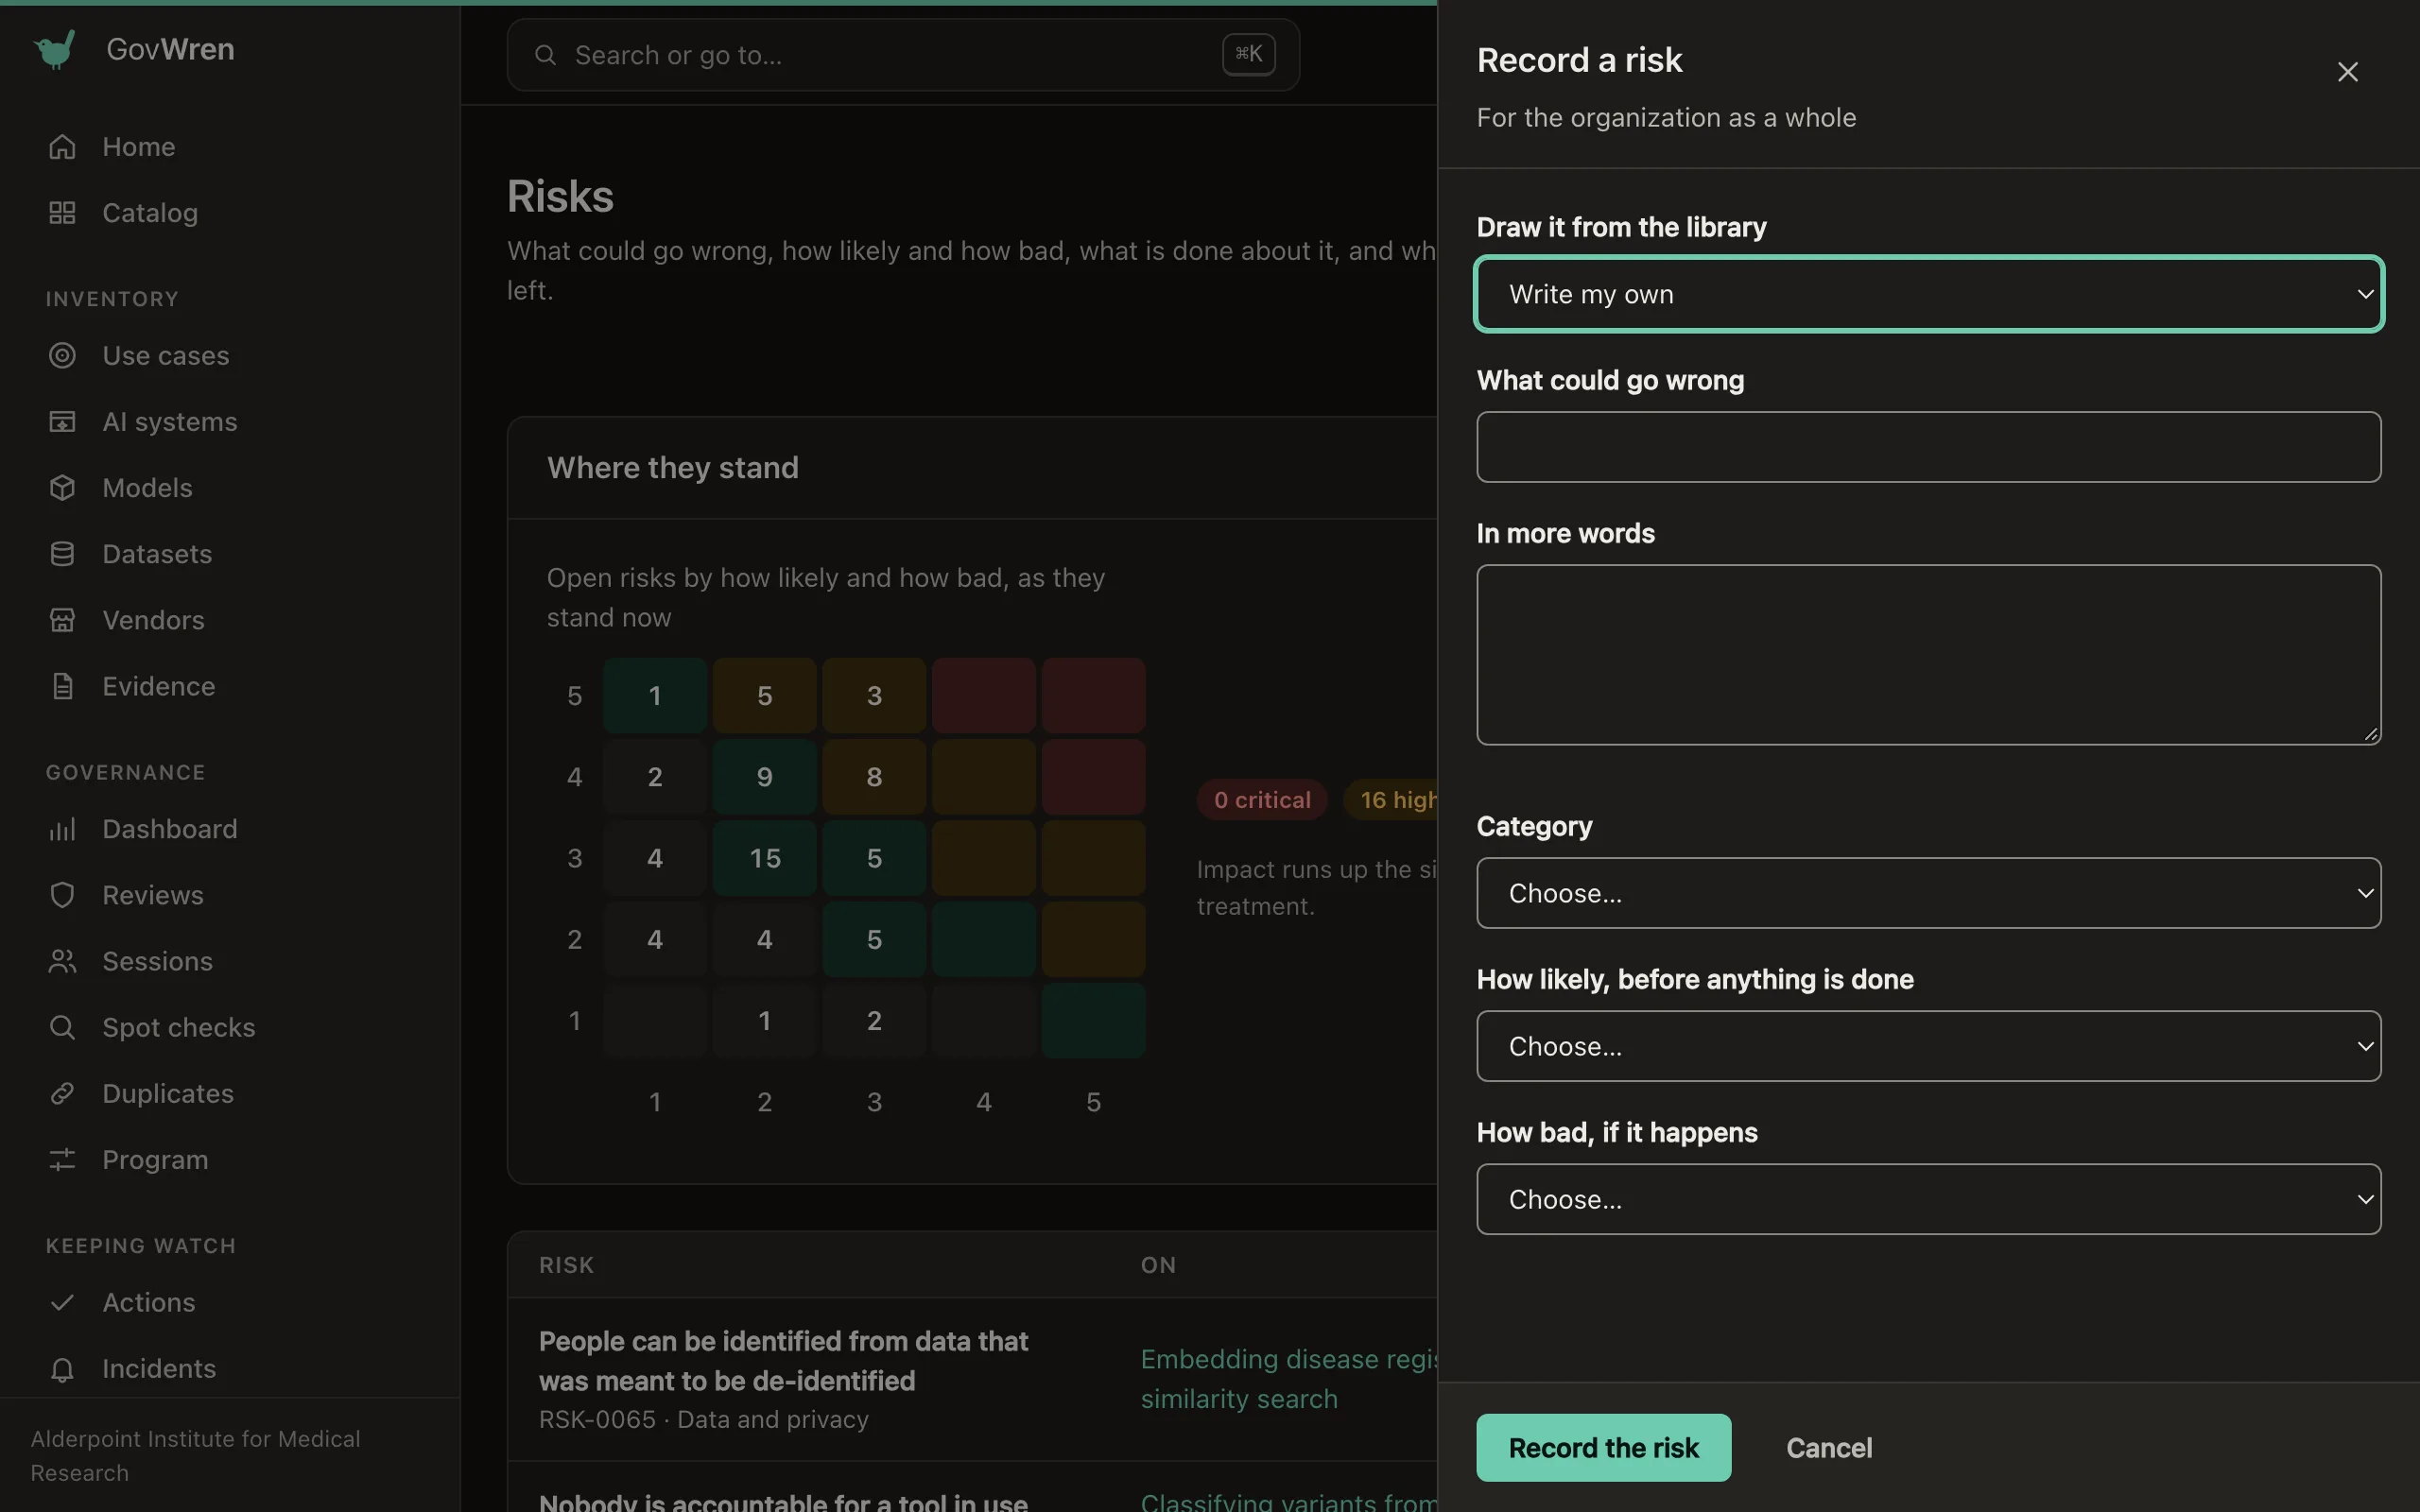 GovWren
Home
Catalog
INVENTORY
Use cases
AI systems
Models
Datasets
Vendors
Evidence
GOVERNANCE
Dashboard
Reviews
Sessions
Spot checks
Duplicates
Program
KEEPING WATCH
Actions
Incidents
Alderpoint Institute for Medical
Research
Search or go to...
⌘K
Risks
What could go wrong, how likely and how bad, what is done about it, and wh
left.
Where they stand
Open risks by how likely and how bad, as they
stand now
5 1 5 3
4 2 9 8
3 4 15 5
2 4 4 5
1 1 2
1 2 3 4 5
0 critical 16 high
Impact runs up the si
treatment.
RISK ON
People can be identified from data that
was meant to be de-identified
RSK-0065 · Data and privacy
Embedding disease regis
similarity search
Nobody is accountable for a tool in use
Classifying variants from
Record a risk
For the organization as a whole
Draw it from the library
Write my own
What could go wrong
In more words
Category
Choose...
How likely, before anything is done
Choose...
How bad, if it happens
Choose...
Record the risk
Cancel